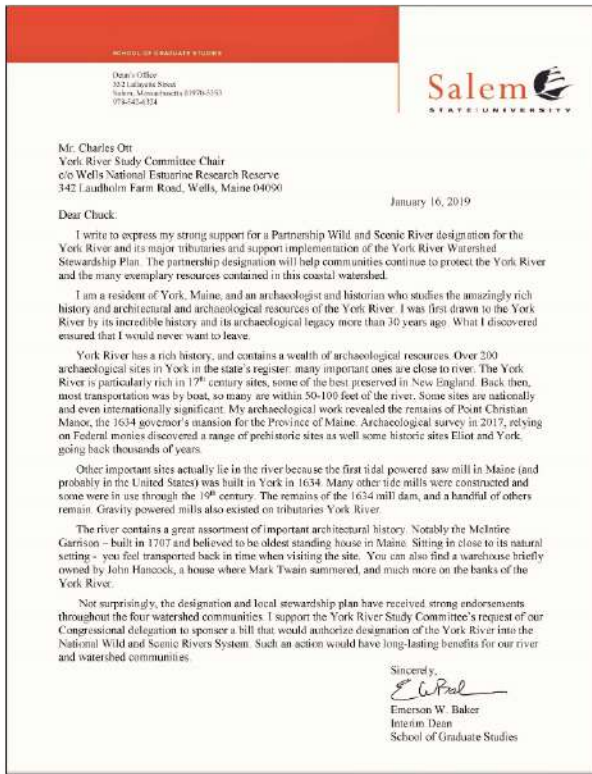 SCHOOL OF GRADUATE STUDIES
Dean's Office
352 Lafayette Street
Salem, Massachusetts 01970-5353
978-542-6324
Salem
STATE UNIVERSITY
Mr. Charles Ott
York River Study Committee Chair
c/o Wells National Estuarine Research Reserve
342 Laudholm Farm Road, Wells, Maine 04090
January 16, 2019
Dear Chuck:
I write to express my strong support for a Partnership Wild and Scenic River designation for the
York River and its major tributaries and support implementation of the York River Watershed
Stewardship Plan. The partnership designation will help communities continue to protect the York River
and the many exemplary resources contained in this coastal watershed.
I am a resident of York, Maine, and an archaeologist and historian who studies the amazingly rich
history and architectural and archaeological resources of the York River. I was first drawn to the York
River by its incredible history and its archaeological legacy more than 30 years ago. What I discovered
ensured that I would never want to leave.
York River has a rich history, and contains a wealth of archaeological resources. Over 200
archaeological sites in York in the state's register: many important ones are close to river. The York
River is particularly rich in 17th century sites, some of the best preserved in New England. Back then,
most transportation was by boat, so many are within 50-100 feet of the river. Some sites are nationally
and even internationally significant. My archaeological work revealed the remains of Point Christian
Manor, the 1634 governor's mansion for the Province of Maine. Archaeological survey in 2017, relying
on Federal monies discovered a range of prehistoric sites as well some historic sites Eliot and York,
going back thousands of years.
Other important sites actually lie in the river because the first tidal powered saw mill in Maine (and
probably in the United States) was built in York in 1634. Many other tide mills were constructed and
some were in use through the 19th century. The remains of the 1634 mill dam, and a handful of others
remain. Gravity powered mills also existed on tributaries York River.
The river contains a great assortment of important architectural history. Notably the McIntire
Garrison – built in 1707 and believed to be oldest standing house in Maine. Sitting in close to its natural
setting - you feel transported back in time when visiting the site. You can also find a warehouse briefly
owned by John Hancock, a house where Mark Twain summered, and much more on the banks of the
York River.
Not surprisingly, the designation and local stewardship plan have received strong endorsements
throughout the four watershed communities. I support the York River Study Committee's request of our
Congressional delegation to sponsor a bill that would authorize designation of the York River into the
National Wild and Scenic Rivers System. Such an action would have long-lasting benefits for our river
and watershed communities.
Sincerely,
Emerson W. Baker
Interim Dean
School of Graduate Studies